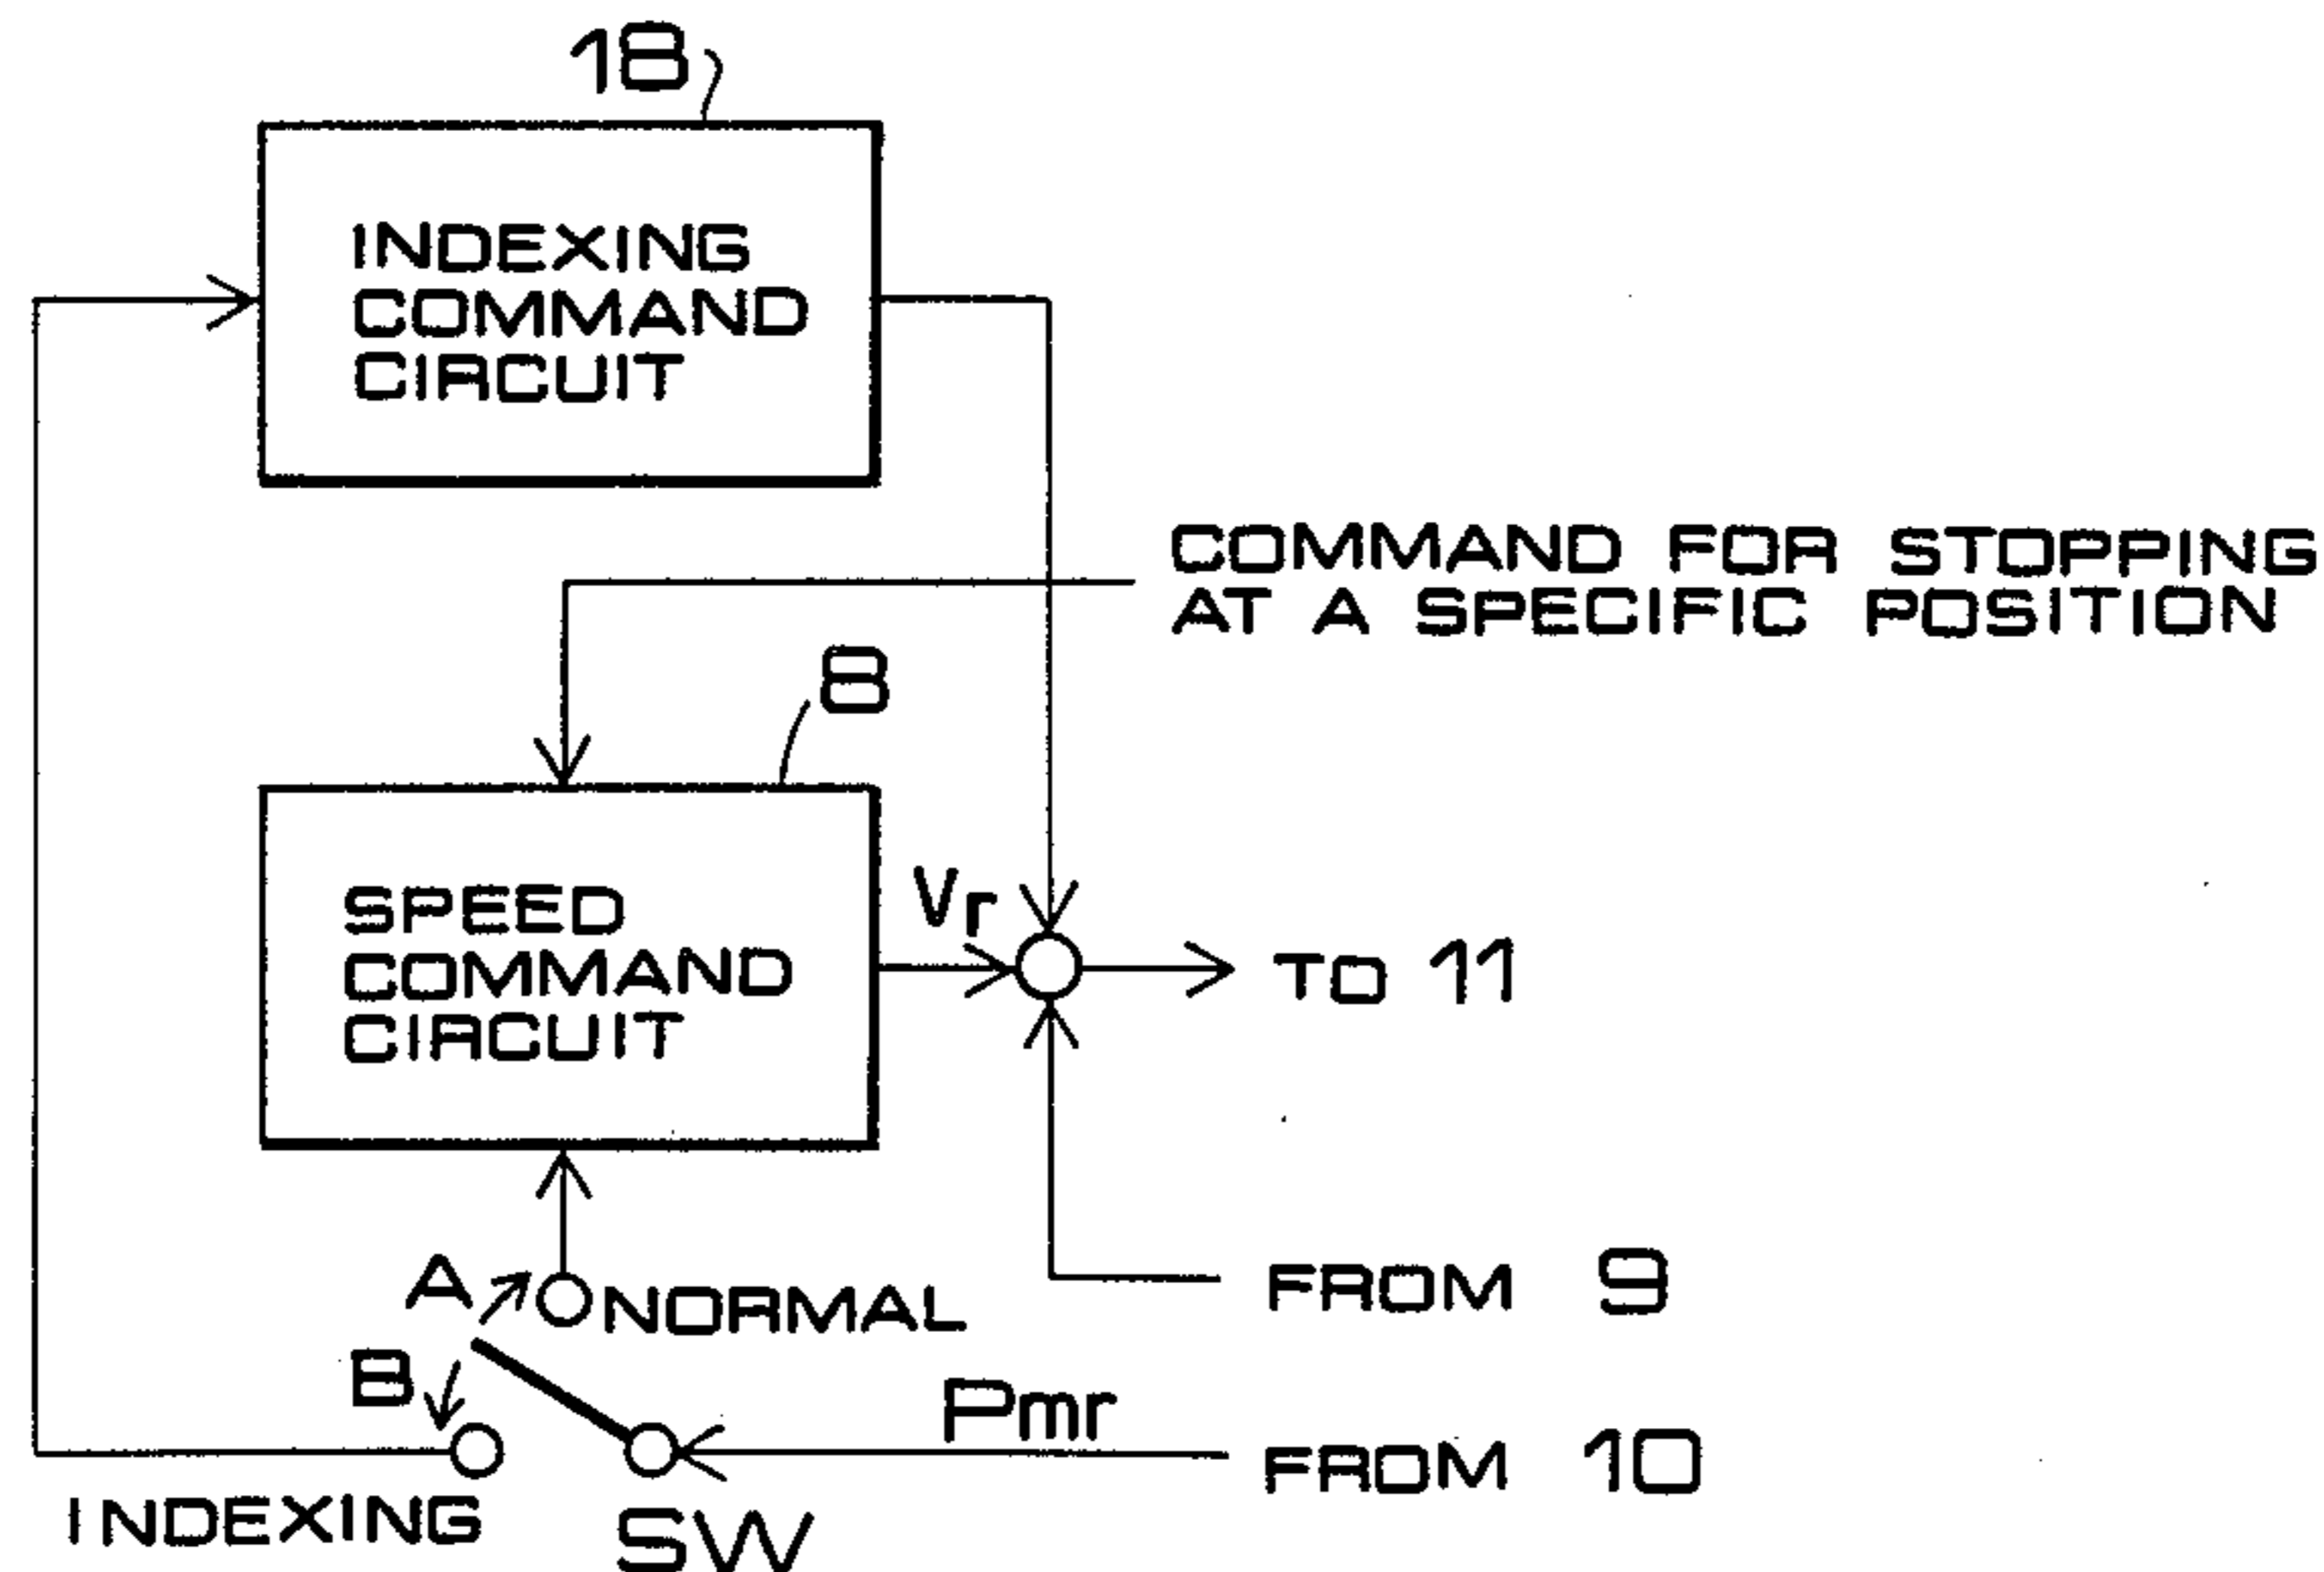 18
INDEXING
COMMAND
CIRCUIT
COMMAND FOR STOPPING
AT A SPECIFIC POSITION
8
SPEED
COMMAND
CIRCUIT
Vr
TO 11
A
NORMAL
FROM 9
B
Pmr
FROM 10
INDEXING
SW